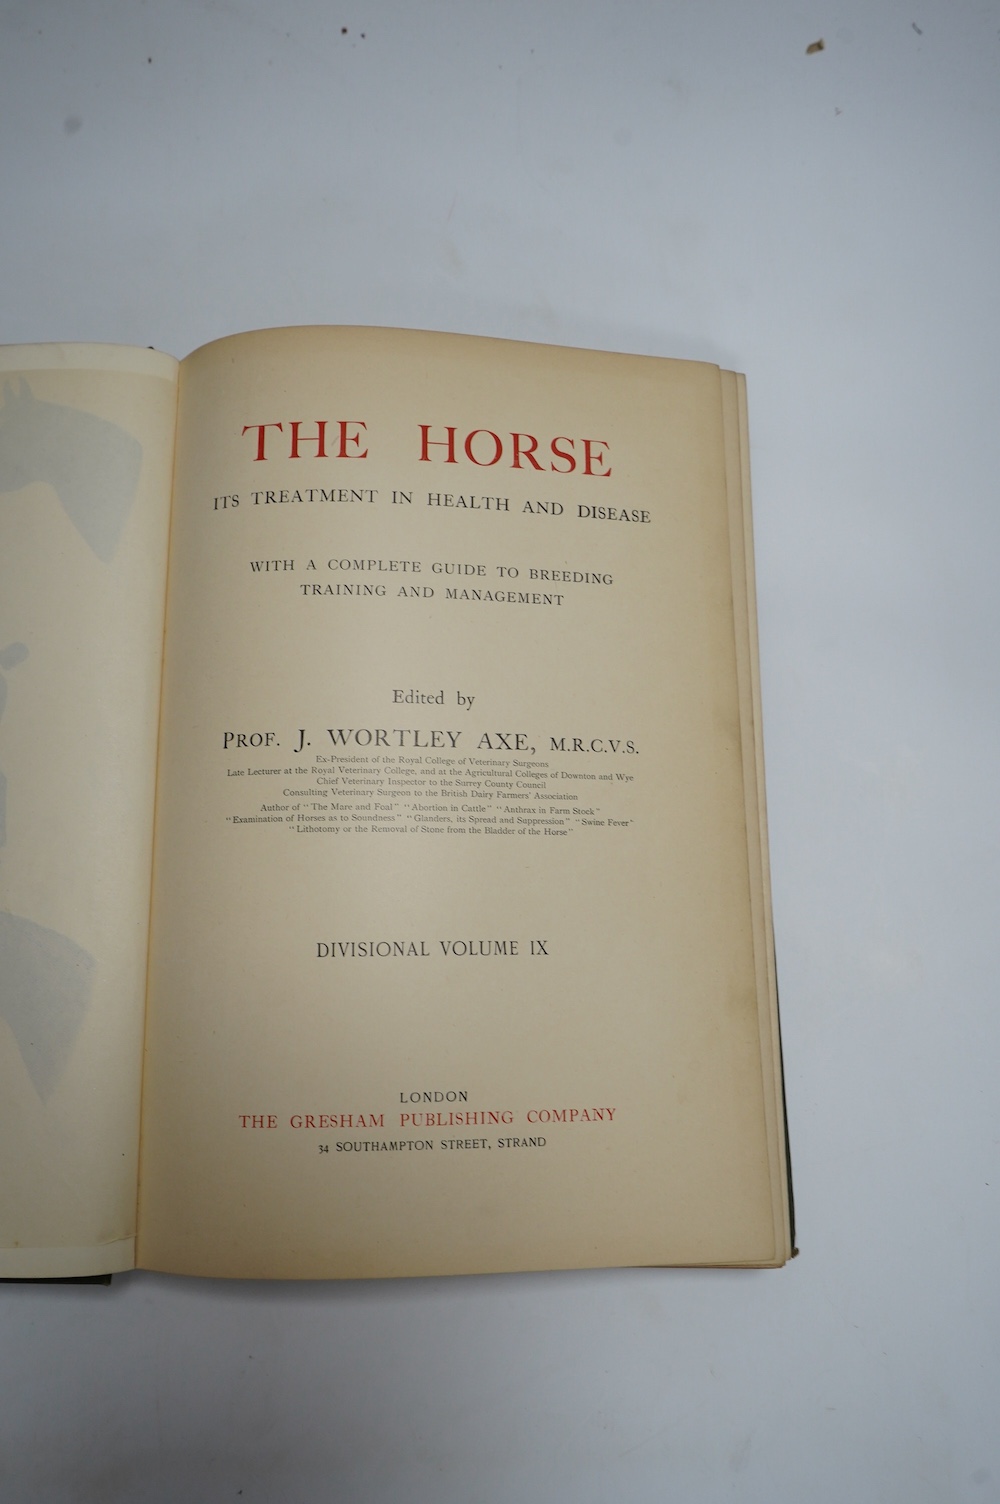 THE HORSE
ITS TREATMENT IN HEALTH AND DISEASE
WITH A COMPLETE GUIDE TO BREEDING
TRAINING AND MANAGEMENT
Edited by
PROF. J. WORTLEY AXE, M.R.C.V.S.
Ex-President of the Royal College of Veterinary Surgeons
Late Lecturer at the Royal Veterinary College, and at the Agricultural Colleges of Downton and Wye
Chief Veterinary Inspector to the Surrey County Council
Consulting Veterinary Surgeon to the British Dairy Farmers' Association
Author of "The Mare and Foal" "Abortion in Cattle" "Anthrax in Farm Stock"
"Examination of Horses as to Soundness" "Glanders, its Spread and Suppression" "Swine Fever"
"Lithotomy or the Removal of Stone from the Bladder of the Horse"
DIVISIONAL VOLUME IX
LONDON
THE GRESHAM PUBLISHING COMPANY
34 SOUTHAMPTON STREET, STRAND